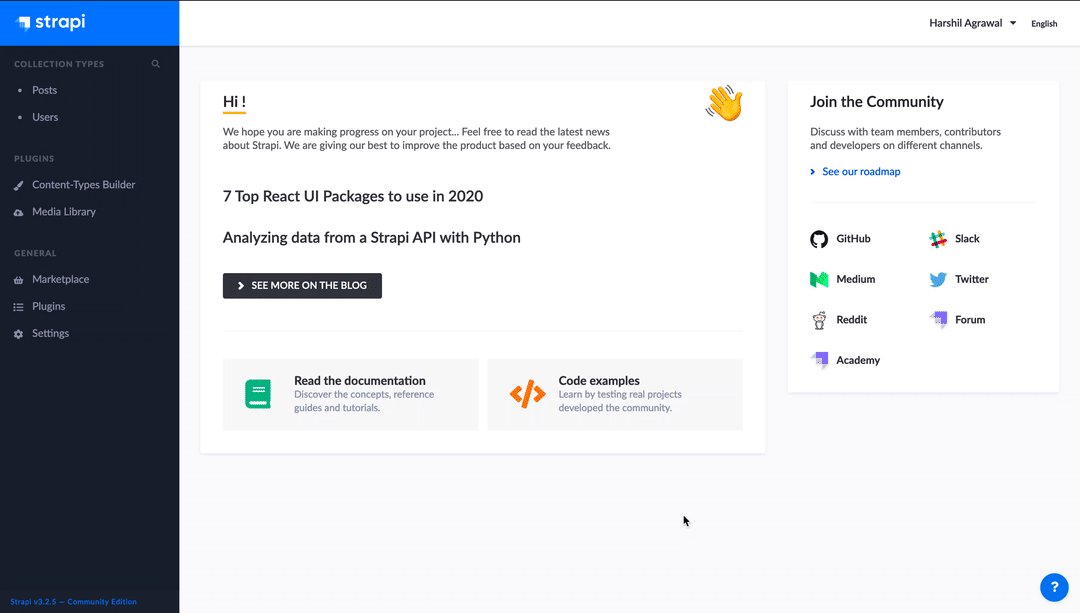 strapi
Harshil Agrawal
English
COLLECTION TYPES
Posts
Users
PLUGINS
Content-Types Builder
Media Library
GENERAL
Marketplace
Plugins
Settings
Strapi v3.2.5 — Community Edition
Hi !
We hope you are making progress on your project... Feel free to read the latest news
about Strapi. We are giving our best to improve the product based on your feedback.
7 Top React UI Packages to use in 2020
Analyzing data from a Strapi API with Python
SEE MORE ON THE BLOG
Read the documentation
Discover the concepts, reference
guides and tutorials.
Code examples
Learn by testing real projects
developed the community.
Join the Community
Discuss with team members, contributors
and developers on different channels.
See our roadmap
GitHub
Slack
Medium
Twitter
Reddit
Forum
Academy
?